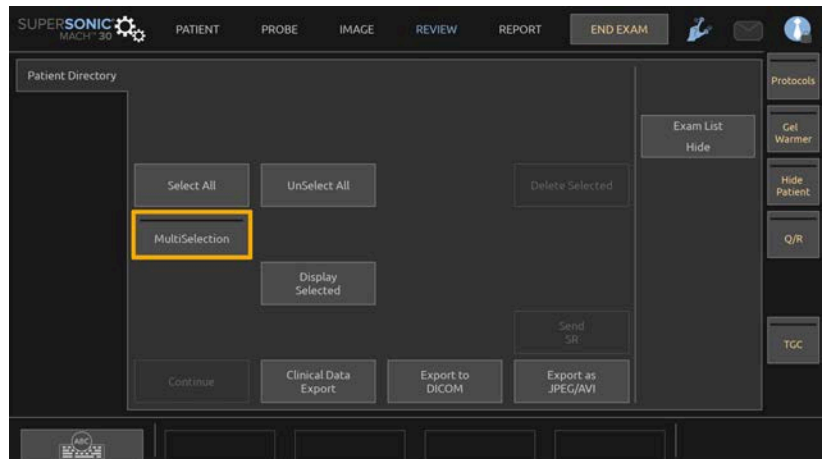 SUPERSONIC
MACH™ 30
PATIENT
PROBE
IMAGE
REVIEW
REPORT
END EXAM
Patient Directory
Protocols
Exam List
Hide
Gel
Warmer
Select All
UnSelect All
Delete Selected
Hide
Patient
MultiSelection
Q/R
Display
Selected
Send
SR
TGC
Continue
Clinical Data
Export
Export to
DICOM
Export as
JPEG/AVI
ABC